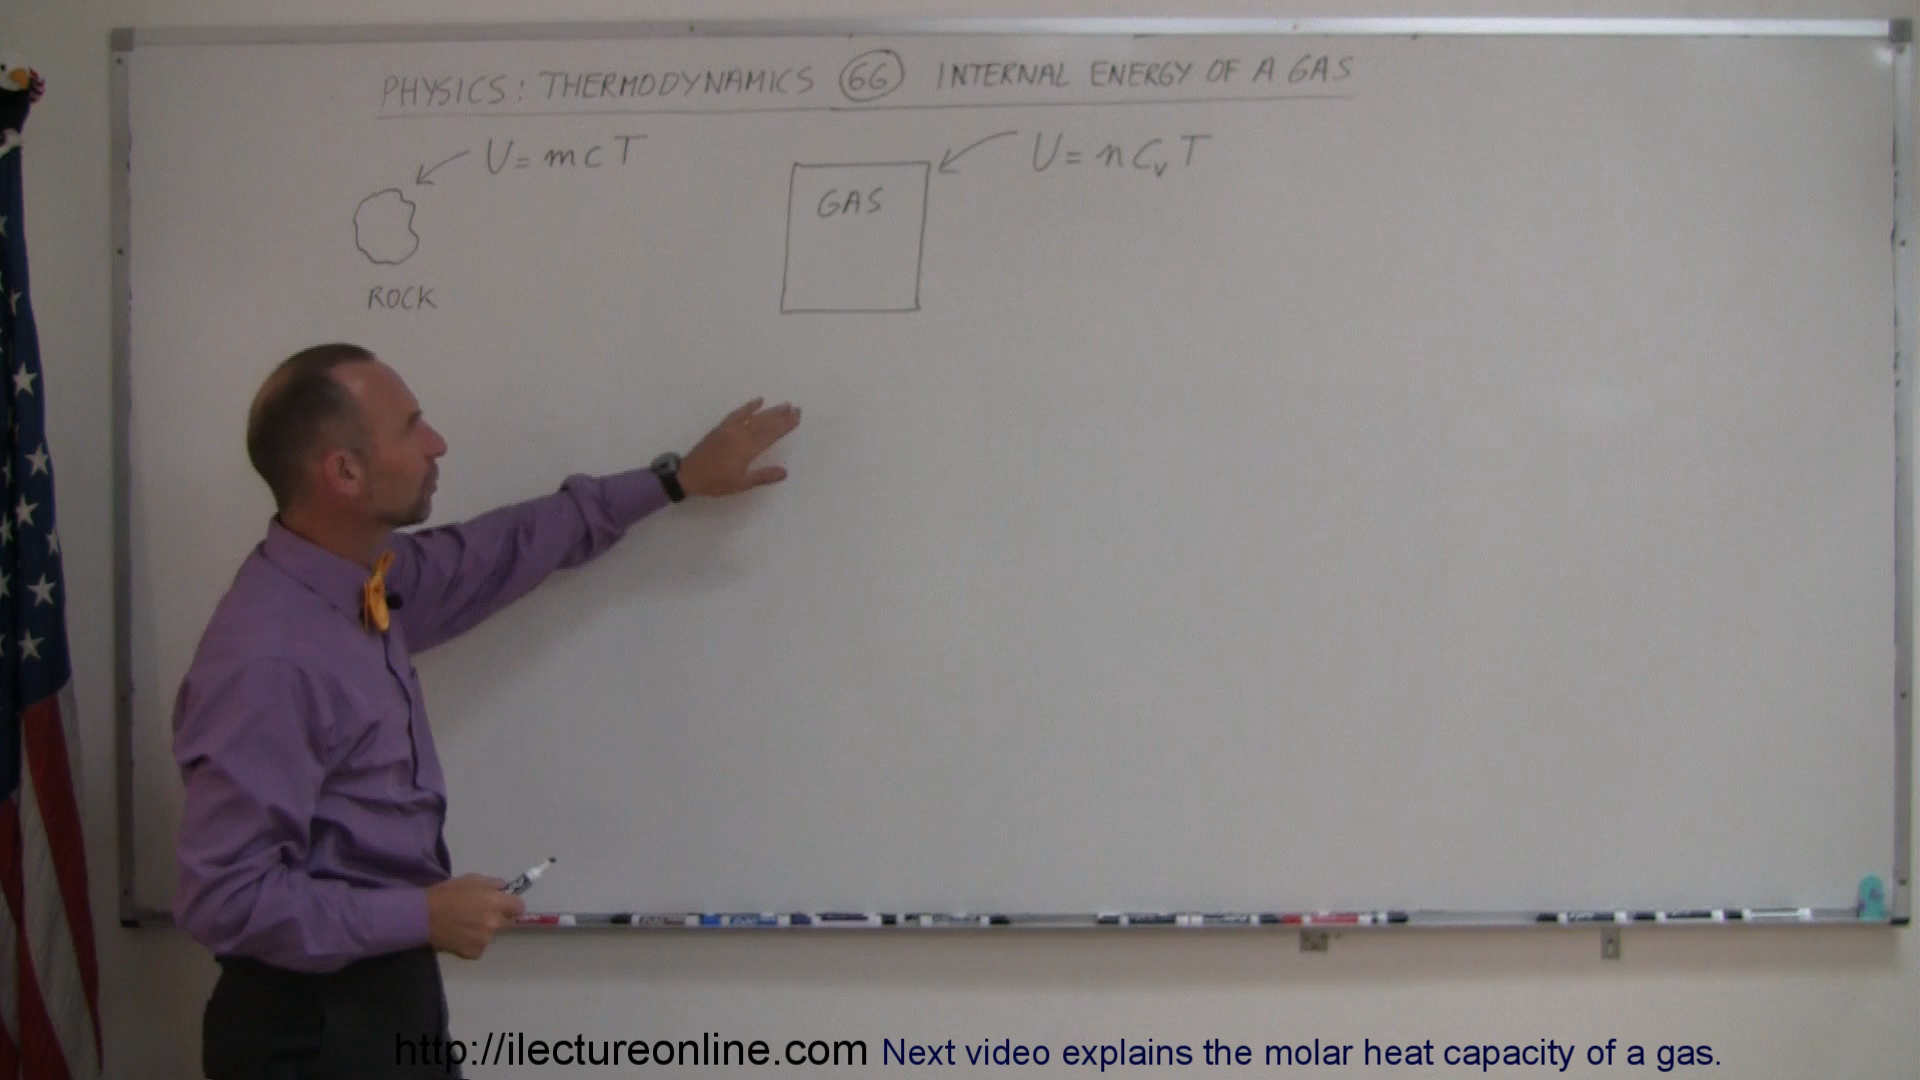 PHYSICS: THERMODYNAMICS 66 INTERNAL ENERGY OF A GAS
U = mcT
U = nCvT
GAS
ROCK
http://ilectureonline.com Next video explains the molar heat capacity of a gas.